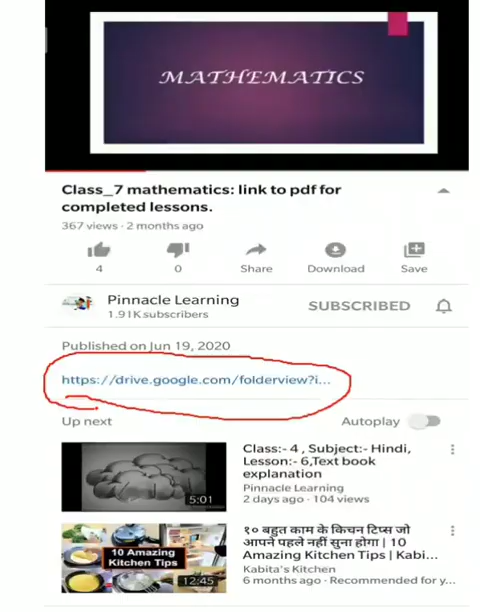 MATHEMATICS
Class_7 mathematics: link to pdf for
completed lessons.
367 views · 2 months ago
4
0
Share
Download
Save
Pinnacle Learning
1.91K subscribers
SUBSCRIBED
Published on Jun 19, 2020
https://drive.google.com/folderview?i...
Up next
Autoplay
5:01
Class:- 4 , Subject:- Hindi,
Lesson:- 6,Text book
explanation
Pinnacle Learning
2 days ago · 104 views
10 Amazing
Kitchen Tips
12:45
१० बहुत काम के किचन टिप्स जो
आपने पहले नहीं सुना होगा | 10
Amazing Kitchen Tips | Kabi...
Kabita's Kitchen
6 months ago · Recommended for y...